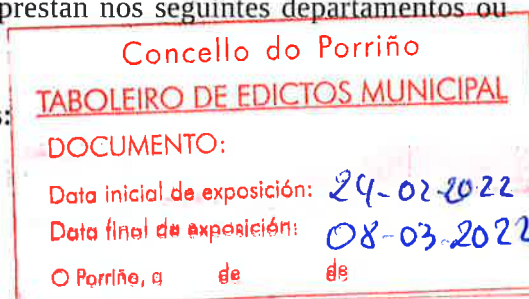 prestan nos seguintes departamentos ou
Concello do Porriño
TABOLEIRO DE EDICTOS MUNICIPAL
s:
DOCUMENTO:
Data inicial de exposición: 24-02-2022
Data final de exposición: 08-03-2022
O Porriño, a de de